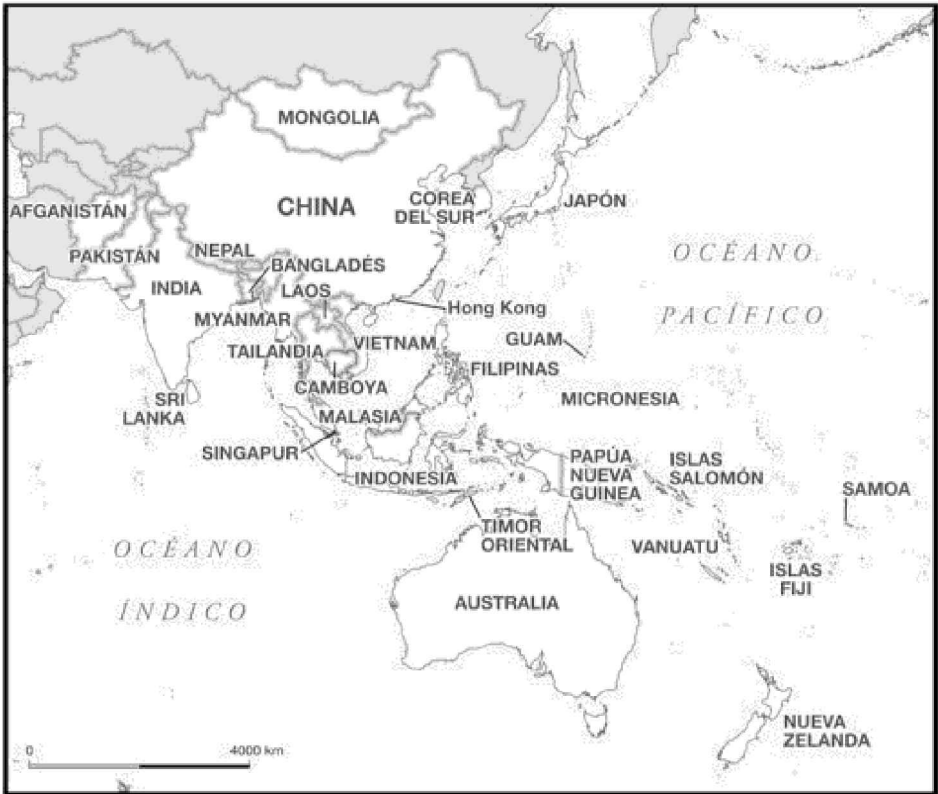 MONGOLIA
CHINA
COREA
DEL SUR
JAPÓN
AFGANISTÁN
PAKISTÁN
NEPAL
BANGLADÉS
INDIA
LAOS
MYANMAR
Hong Kong
OCÉANO
PACÍFICO
TAILANDIA
VIETNAM
GUAM
FILIPINAS
CAMBOYA
SRI
LANKA
MALASIA
MICRONESIA
SINGAPUR
INDONESIA
PAPÚA
NUEVA
GUINEA
ISLAS
SALOMÓN
SAMOA
TIMOR
ORIENTAL
VANUATU
ISLAS
FIJI
OCÉANO
ÍNDICO
AUSTRALIA
NUEVA
ZELANDA
0 4000 km